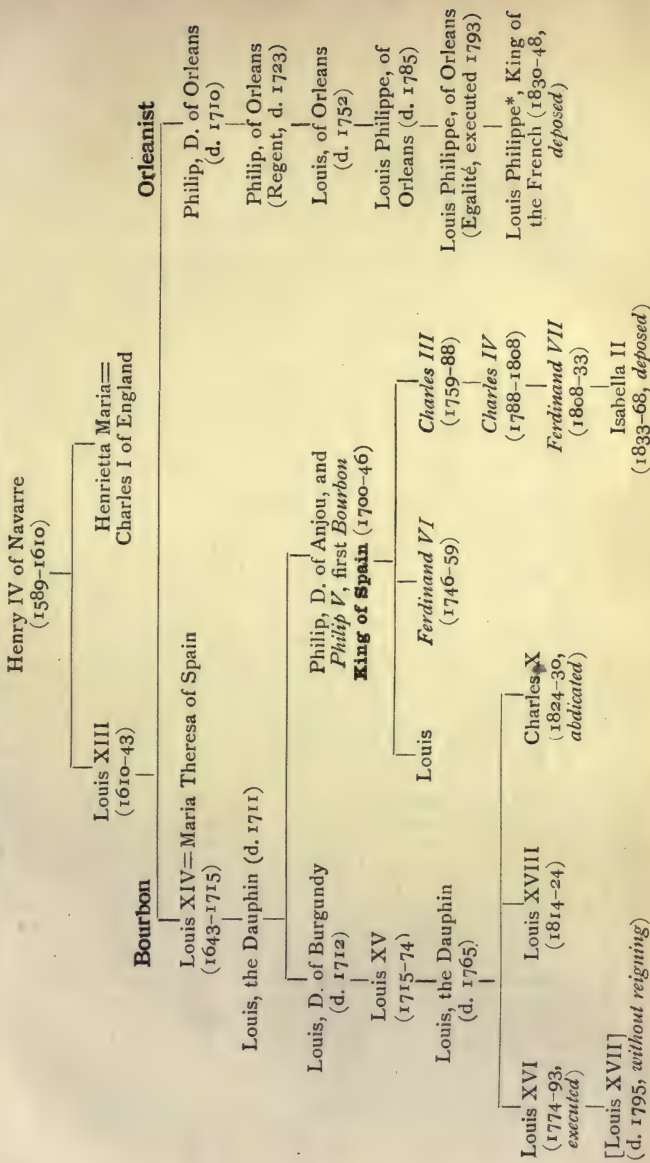 Henry IV of Navarre
(1589–1610)
Louis XIII
(1610–43)
Henrietta Maria=
Charles I of England
Bourbon
Orleanist
Louis XIV=Maria Theresa of Spain
(1643–1715)
Philip, D. of Orleans
(d. 1710)
Louis, the Dauphin (d. 1711)
Philip, of Orleans
(Regent, d. 1723)
Louis, D. of Burgundy
(d. 1712)
Philip, D. of Anjou, and
Philip V, first Bourbon
King of Spain (1700–46)
Louis, of Orleans
(d. 1752)
Louis XV
(1715–74)
Louis Philippe, of
Orleans (d. 1785)
Louis, the Dauphin
(d. 1765)
Louis
Ferdinand VI
(1746–59)
Charles III
(1759–88)
Louis Philippe, of Orleans
(Egalité, executed 1793)
Charles IV
(1788–1808)
Louis Philippe*, King of
the French (1830–48,
deposed)
Louis XVI
(1774–93,
executed)
Louis XVIII
(1814–24)
Charles X
(1824–30,
abdicated)
Ferdinand VII
(1808–33)
[Louis XVII]
(d. 1795, without reigning)
Isabella II
(1833–68, deposed)